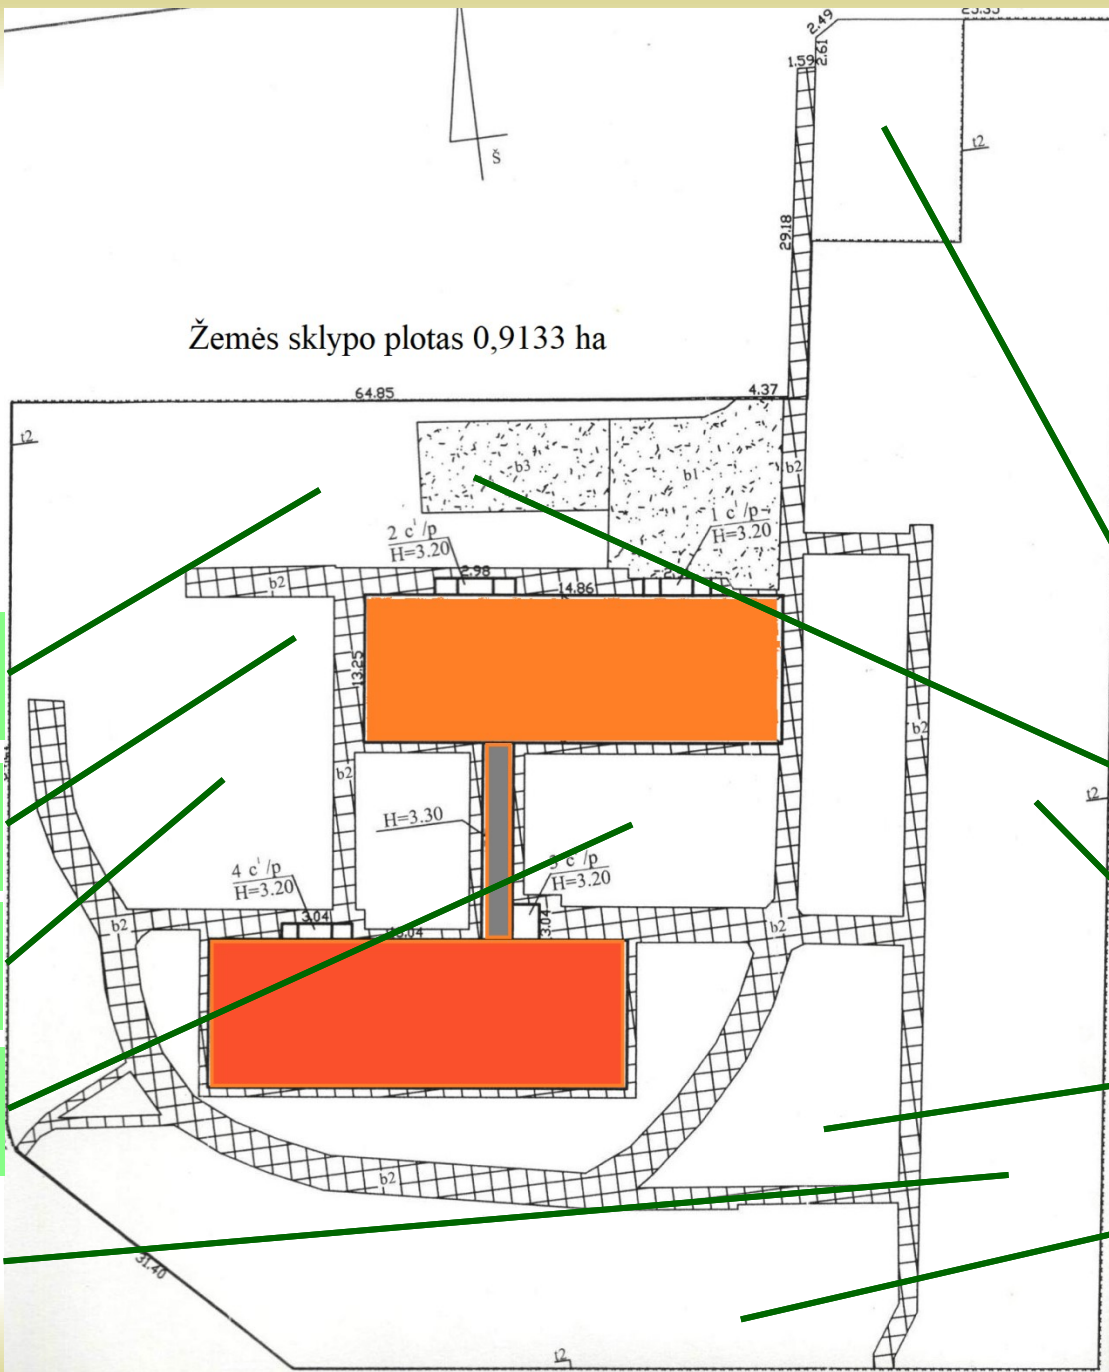 2.49
23.35
1.59
2.61
t2
Š
29.18
Žemės sklypo plotas 0,9133 ha
64.85
4.37
t2
b3
b1
b2
2 c¹/p
H=3.20
1 c¹/p
H=3.20
2.98
14.86
b2
13.25
b2
b2
t2
H=3.30
4 c¹/p
H=3.20
3 c¹/p
H=3.20
3.04
3.04
b2
b2
b2
31.40
t2